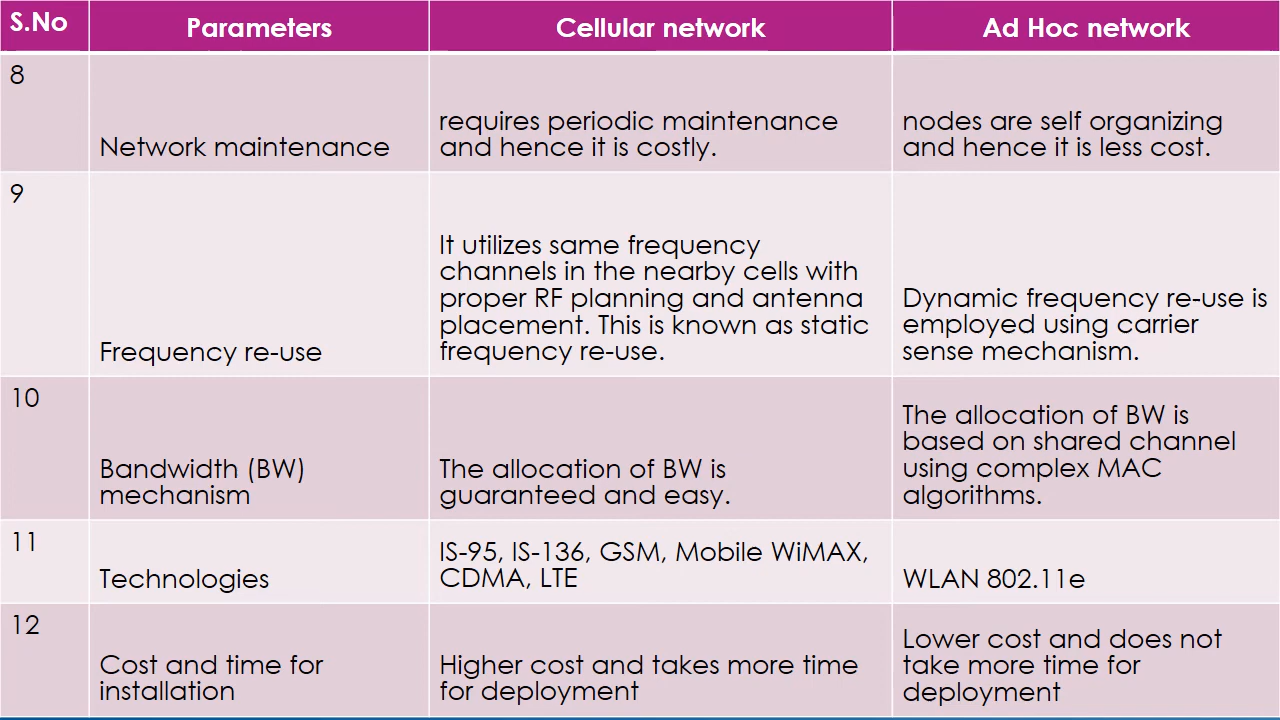 S.No
Parameters
Cellular network
Ad Hoc network
8
Network maintenance
requires periodic maintenance
and hence it is costly.
nodes are self organizing
and hence it is less cost.
9
Frequency re-use
It utilizes same frequency
channels in the nearby cells with
proper RF planning and antenna
placement. This is known as static
frequency re-use.
Dynamic frequency re-use is
employed using carrier
sense mechanism.
10
Bandwidth (BW)
mechanism
The allocation of BW is
guaranteed and easy.
The allocation of BW is
based on shared channel
using complex MAC
algorithms.
11
Technologies
IS-95, IS-136, GSM, Mobile WiMAX,
CDMA, LTE
WLAN 802.11e
12
Cost and time for
installation
Higher cost and takes more time
for deployment
Lower cost and does not
take more time for
deployment